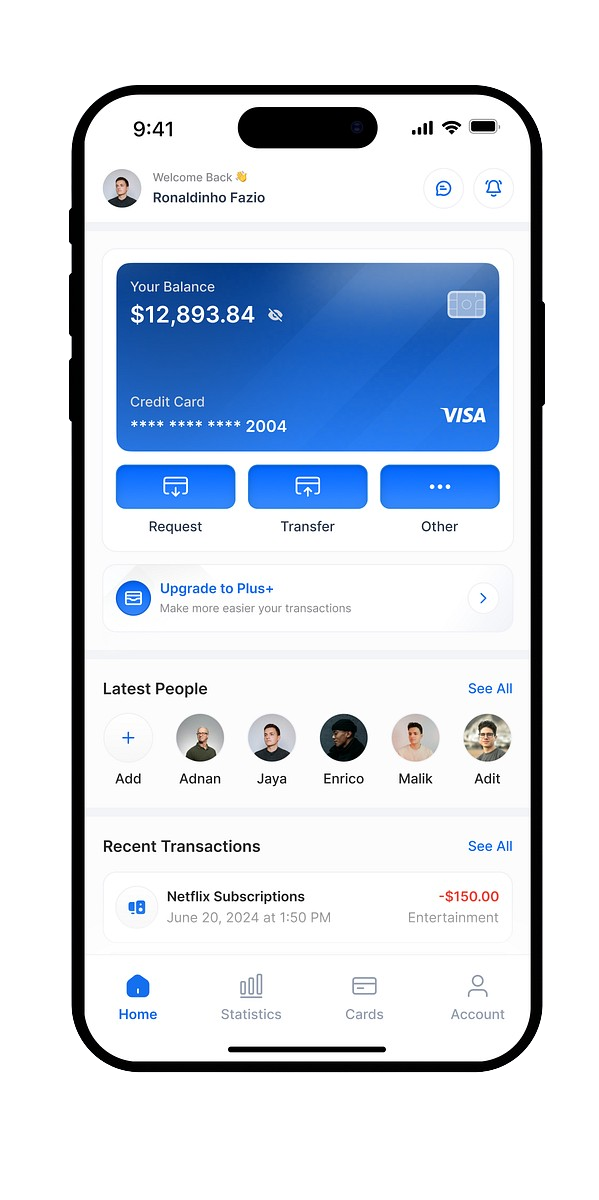 9:41
Welcome Back 👋
Ronaldinho Fazio
Your Balance
$12,893.84
Credit Card
**** **** **** 2004
VISA
Request
Transfer
Other
Upgrade to Plus+
Make more easier your transactions
Latest People
See All
Add
Adnan
Jaya
Enrico
Malik
Adit
Recent Transactions
See All
Netflix Subscriptions
-$150.00
June 20, 2024 at 1:50 PM
Entertainment
Home
Statistics
Cards
Account